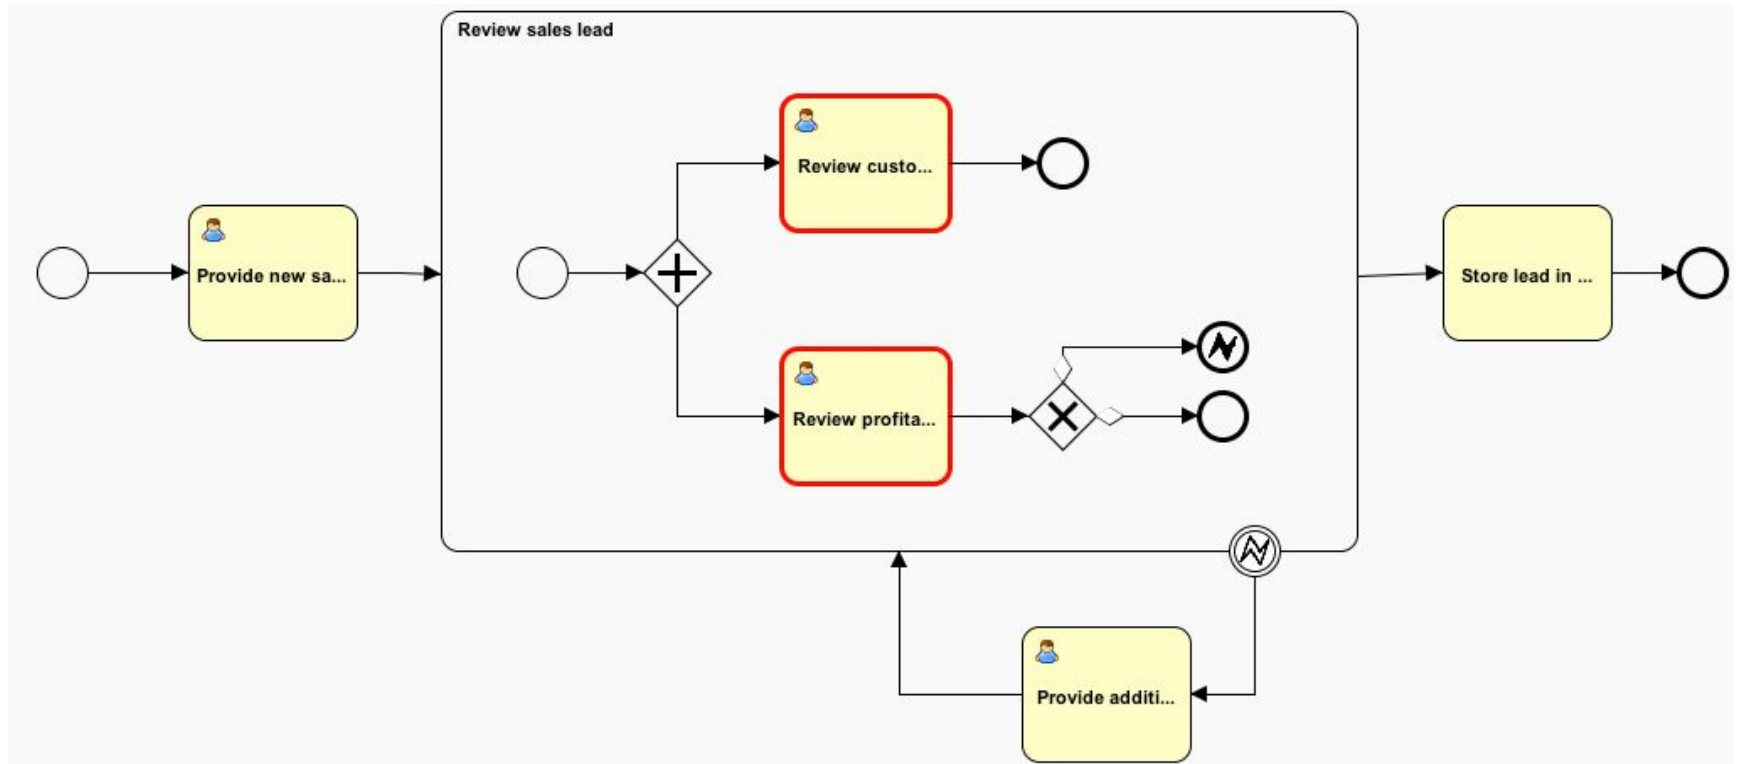 Review sales lead
Review custo...
Provide new sa...
Store lead in ...
Review profita...
Provide additi...